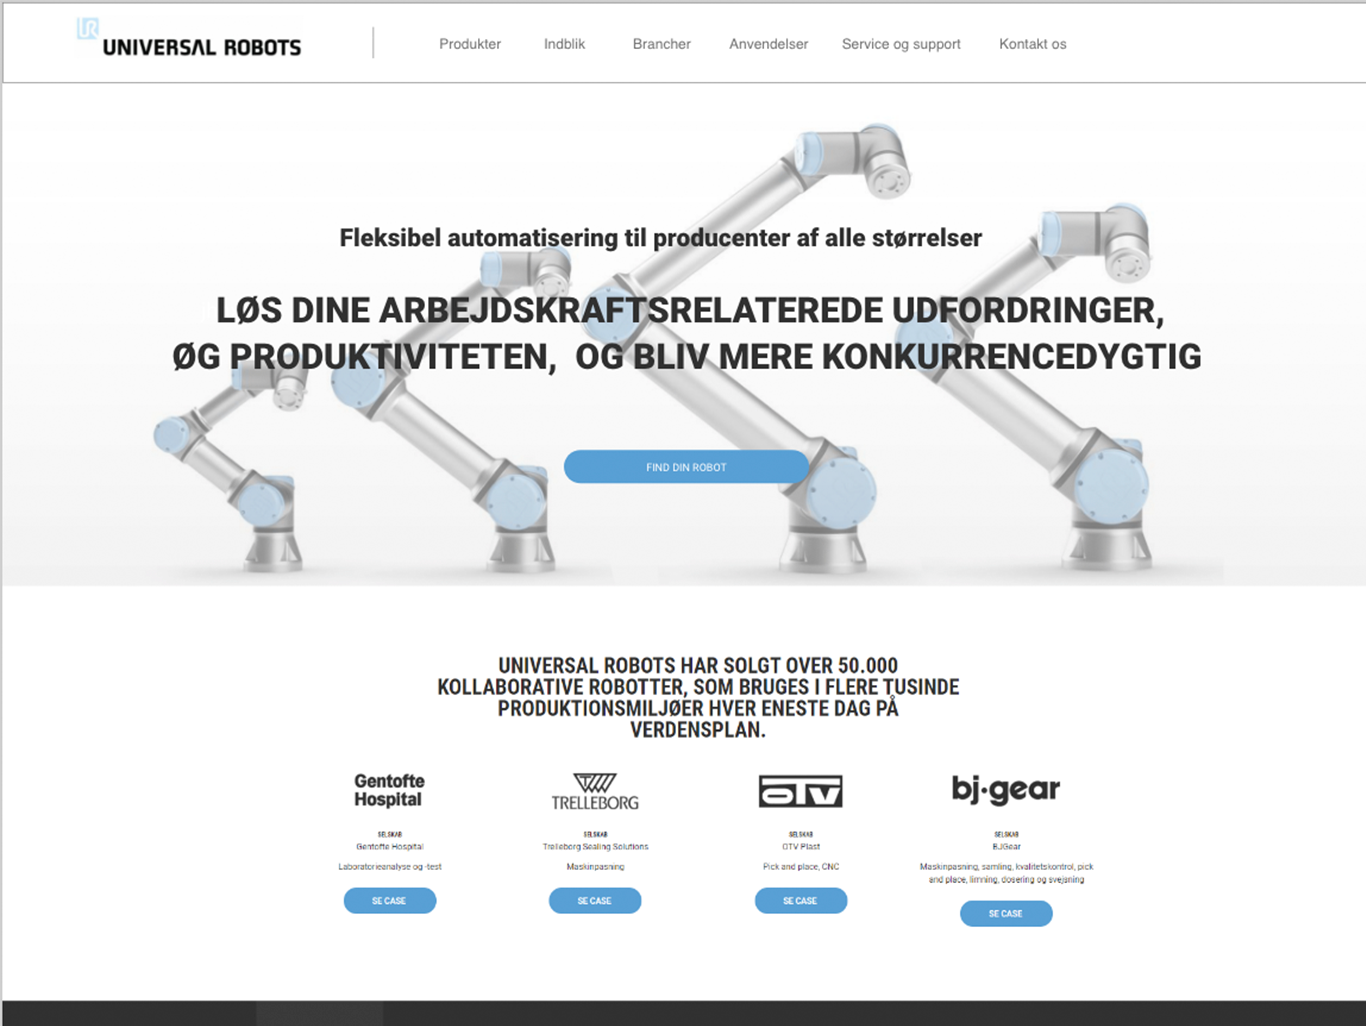 UR
UNIVERSAL ROBOTS
Produkter
Indblik
Brancher
Anvendelser
Service og support
Kontakt os
Fleksibel automatisering til producenter af alle størrelser
LØS DINE ARBEJDSKRAFTSRELATEREDE UDFORDRINGER,
ØG PRODUKTIVITETEN, OG BLIV MERE KONKURRENCEDYGTIG
FIND DIN ROBOT
UNIVERSAL ROBOTS HAR SOLGT OVER 50.000
KOLLABORATIVE ROBOTTER, SOM BRUGES I FLERE TUSINDE
PRODUKTIONSMILJØER HVER ENESTE DAG PÅ
VERDENSPLAN.
Gentofte
Hospital
SELSKAB
Gentofte Hospital
Laboratorieanalyse og -test
SE CASE
TRELLEBORG
SELSKAB
Trelleborg Sealing Solutions
Maskinpasning
SE CASE
OTV
SELSKAB
OTV Plast
Pick and place, CNC
SE CASE
bj·gear
SELSKAB
BJGear
Maskinpasning, samling, kvalitetskontrol, pick
and place, limning, dosering og svejsning
SE CASE